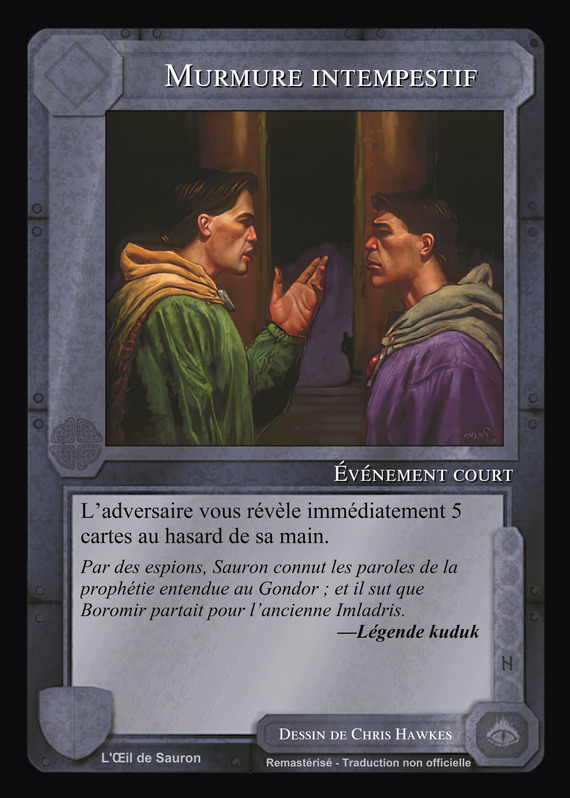 Murmure intempestif
Événement court
L'adversaire vous révèle immédiatement 5
cartes au hasard de sa main.
Par des espions, Sauron connut les paroles de la
prophétie entendue au Gondor ; et il sut que
Boromir partait pour l'ancienne Imladris.
—Légende kuduk
Dessin de Chris Hawkes
L'Œil de Sauron
Remastérisé - Traduction non officielle